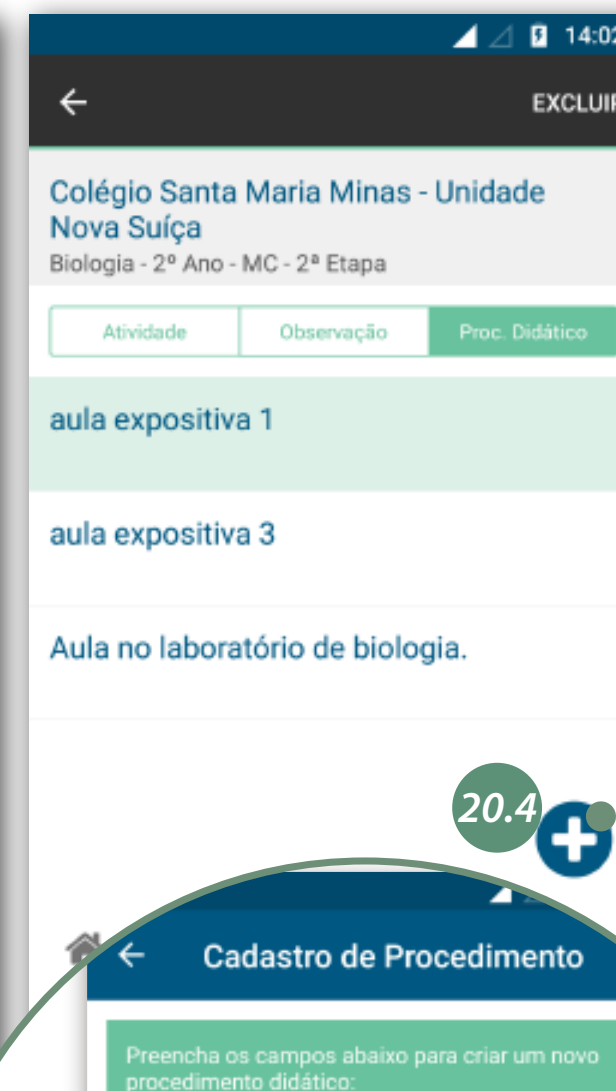 14:02
EXCLUIR
Colégio Santa Maria Minas - Unidade
Nova Suíça
Biologia - 2º Ano - MC - 2ª Etapa
Atividade Observação Proc. Didático
aula expositiva 1
aula expositiva 3
Aula no laboratório de biologia.
20.4
Cadastro de Procedimento
Preencha os campos abaixo para criar um novo
procedimento didático: